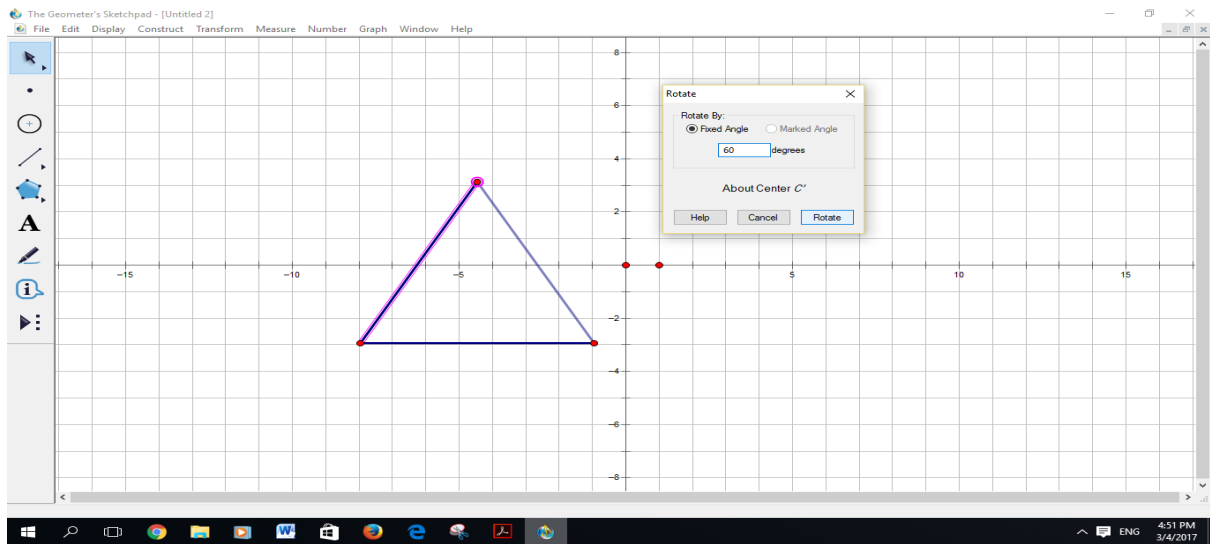 The Geometer's Sketchpad - [Untitled 2]
File Edit Display Construct Transform Measure Number Graph Window Help
A
8
6
4
2
−15 −10 −5 5 10 15
−2
−4
−6
−8
Rotate
Rotate By:
Fixed Angle Marked Angle
60 degrees
About Center C'
Help Cancel Rotate
ENG 4:51 PM
3/4/2017